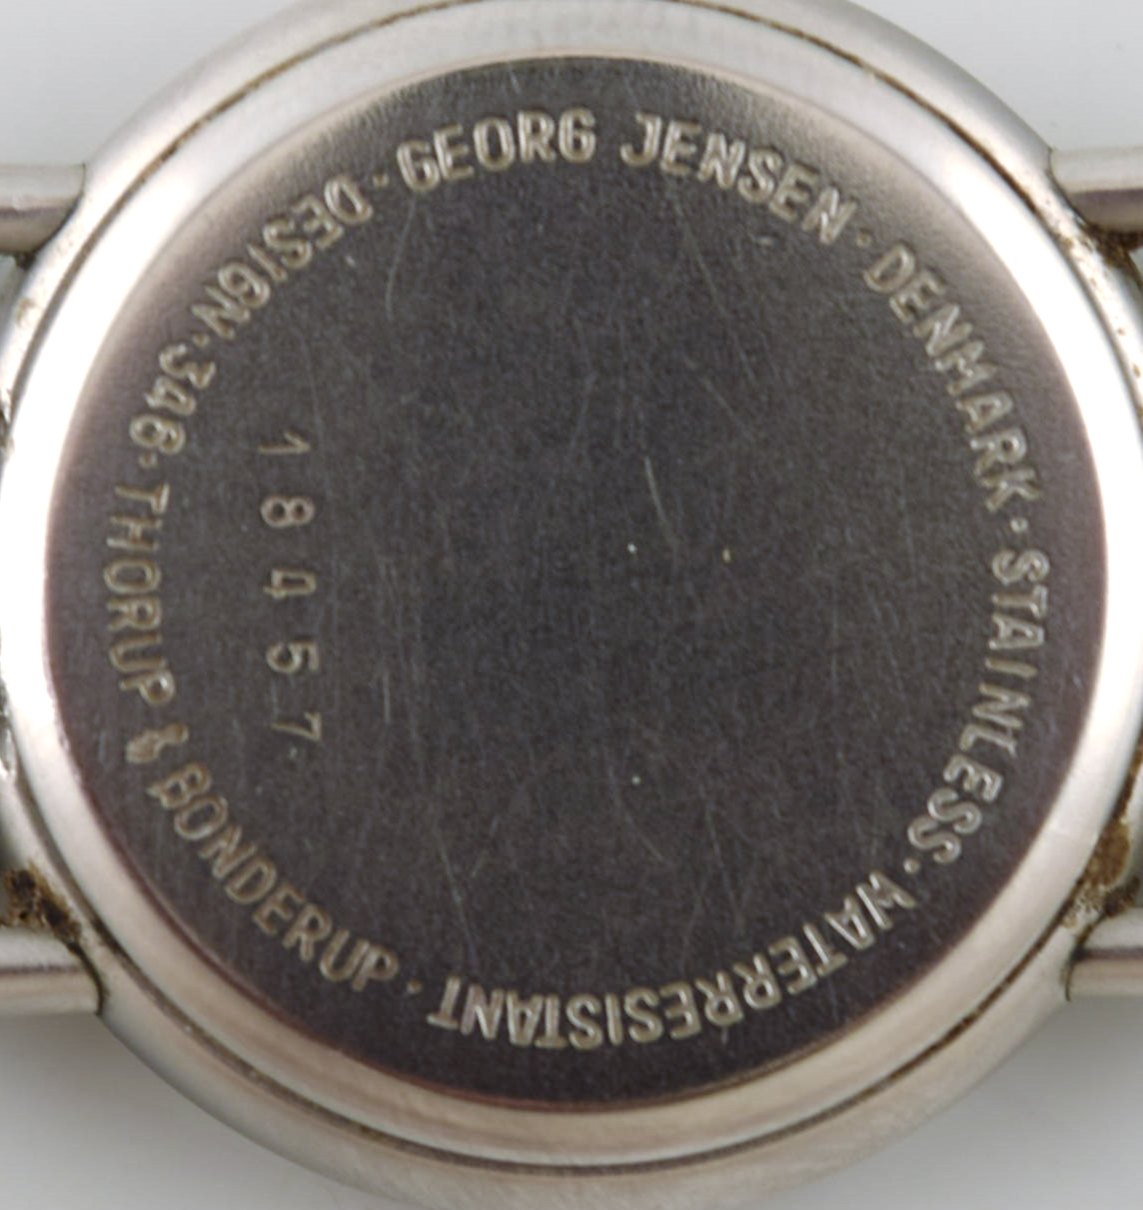 GEORG JENSEN · DENMARK · STAINLESS · WATERRESISTANT ·
DESIGN · 346 · THORUP & BONDERUP ·
18457